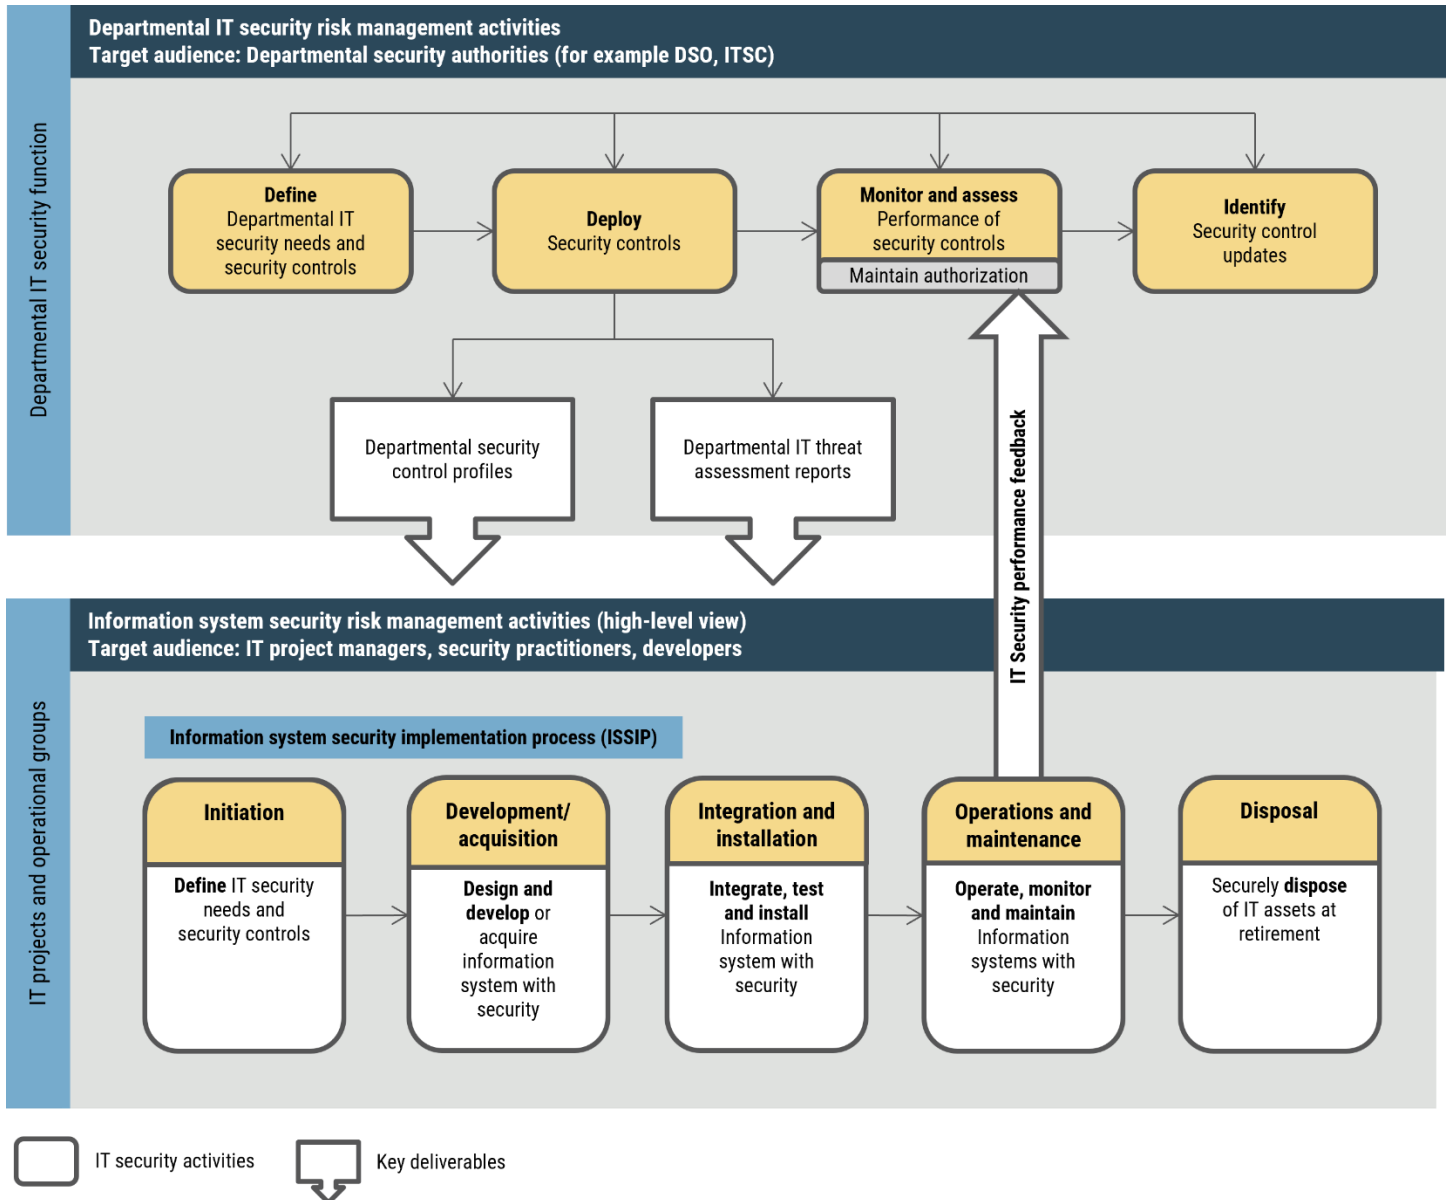 Departmental IT security risk management activities
Target audience: Departmental security authorities (for example DSO, ITSC)
Departmental IT security function
Define
Departmental IT
security needs and
security controls
Deploy
Security controls
Monitor and assess
Performance of
security controls
Maintain authorization
Identify
Security control
updates
Departmental security
control profiles
Departmental IT threat
assessment reports
IT Security performance feedback
Information system security risk management activities (high-level view)
Target audience: IT project managers, security practitioners, developers
IT projects and operational groups
Information system security implementation process (ISSIP)
Initiation
Define IT security
needs and
security controls
Development/
acquisition
Design and
develop or
acquire
information
system with
security
Integration and
installation
Integrate, test
and install
Information
system with
security
Operations and
maintenance
Operate, monitor
and maintain
Information
systems with
security
Disposal
Securely dispose
of IT assets at
retirement
IT security activities
Key deliverables